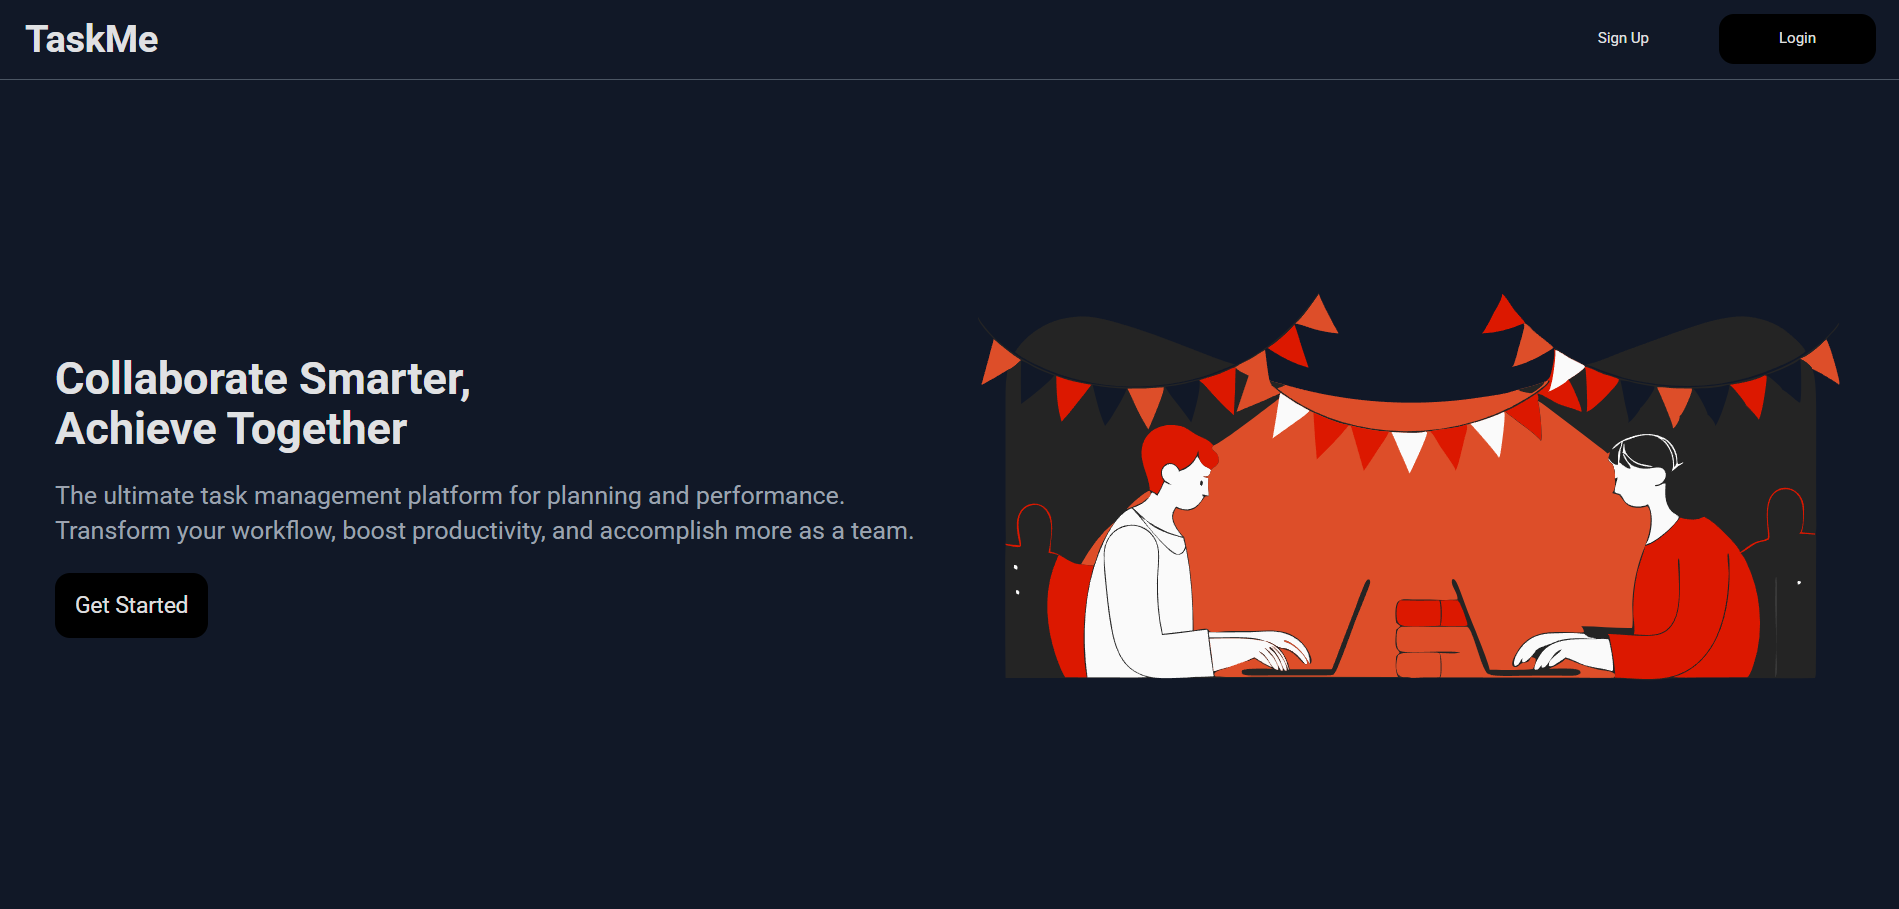 TaskMe
Sign Up
Login
Collaborate Smarter,
Achieve Together
The ultimate task management platform for planning and performance.
Transform your workflow, boost productivity, and accomplish more as a team.
Get Started